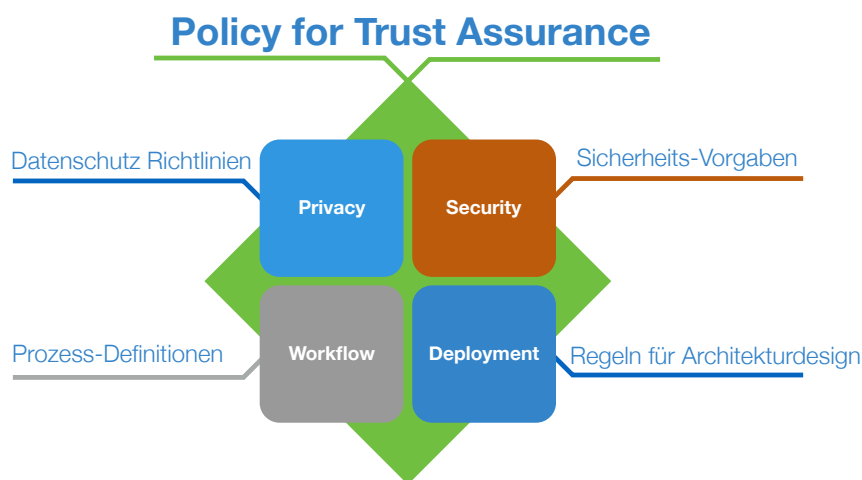 Policy for Trust Assurance
Datenschutz Richtlinien
Sicherheits-Vorgaben
Privacy
Security
Prozess-Definitionen
Workflow
Deployment
Regeln für Architekturdesign